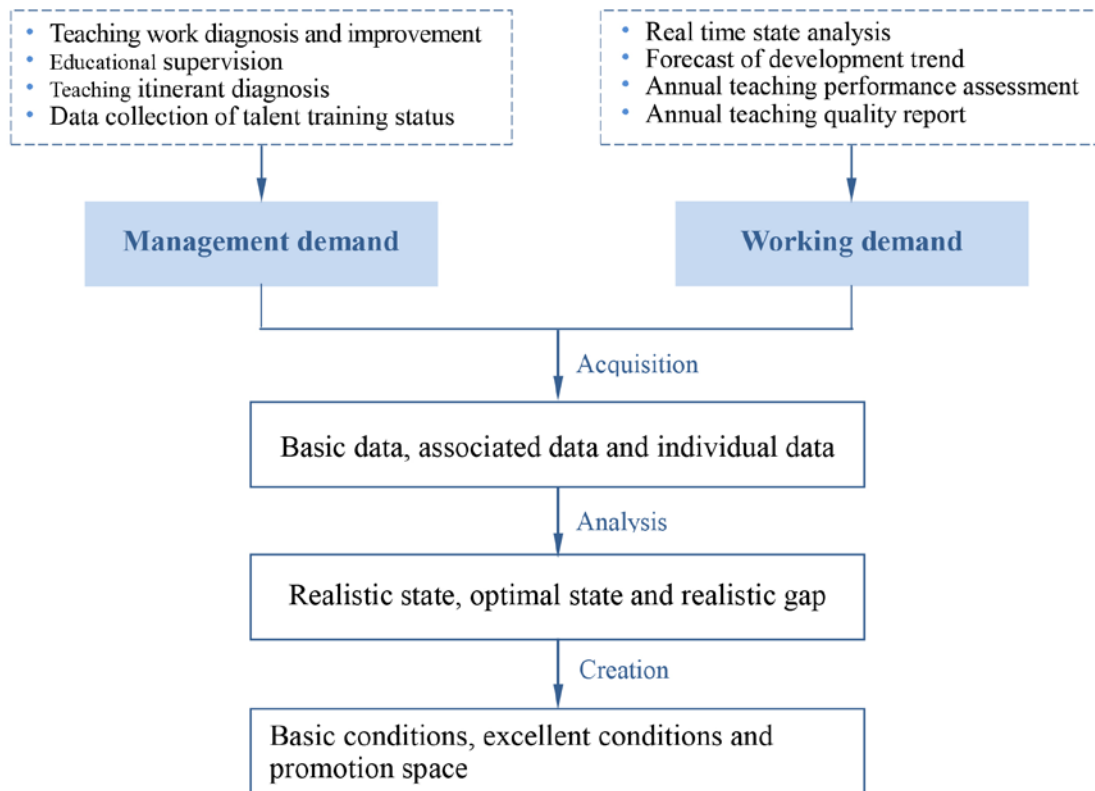 • Teaching work diagnosis and improvement
• Educational supervision
• Teaching itinerant diagnosis
• Data collection of talent training status
• Real time state analysis
• Forecast of development trend
• Annual teaching performance assessment
• Annual teaching quality report
Management demand
Working demand
Acquisition
Basic data, associated data and individual data
Analysis
Realistic state, optimal state and realistic gap
Creation
Basic conditions, excellent conditions and
promotion space